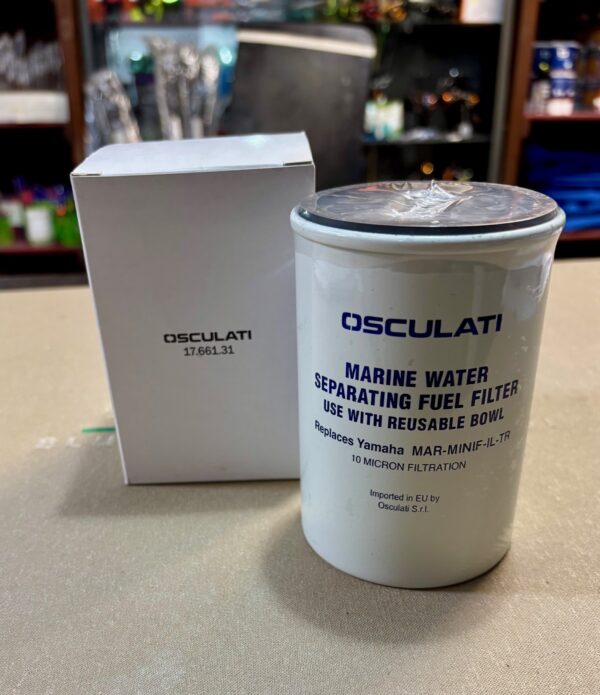 OSCULATI
17.661.31
OSCULATI
MARINE WATER
SEPARATING FUEL FILTER
USE WITH REUSABLE BOWL
Replaces Yamaha MAR-MINIF-IL-TR
10 MICRON FILTRATION
Imported in EU by
Osculati S.r.l.